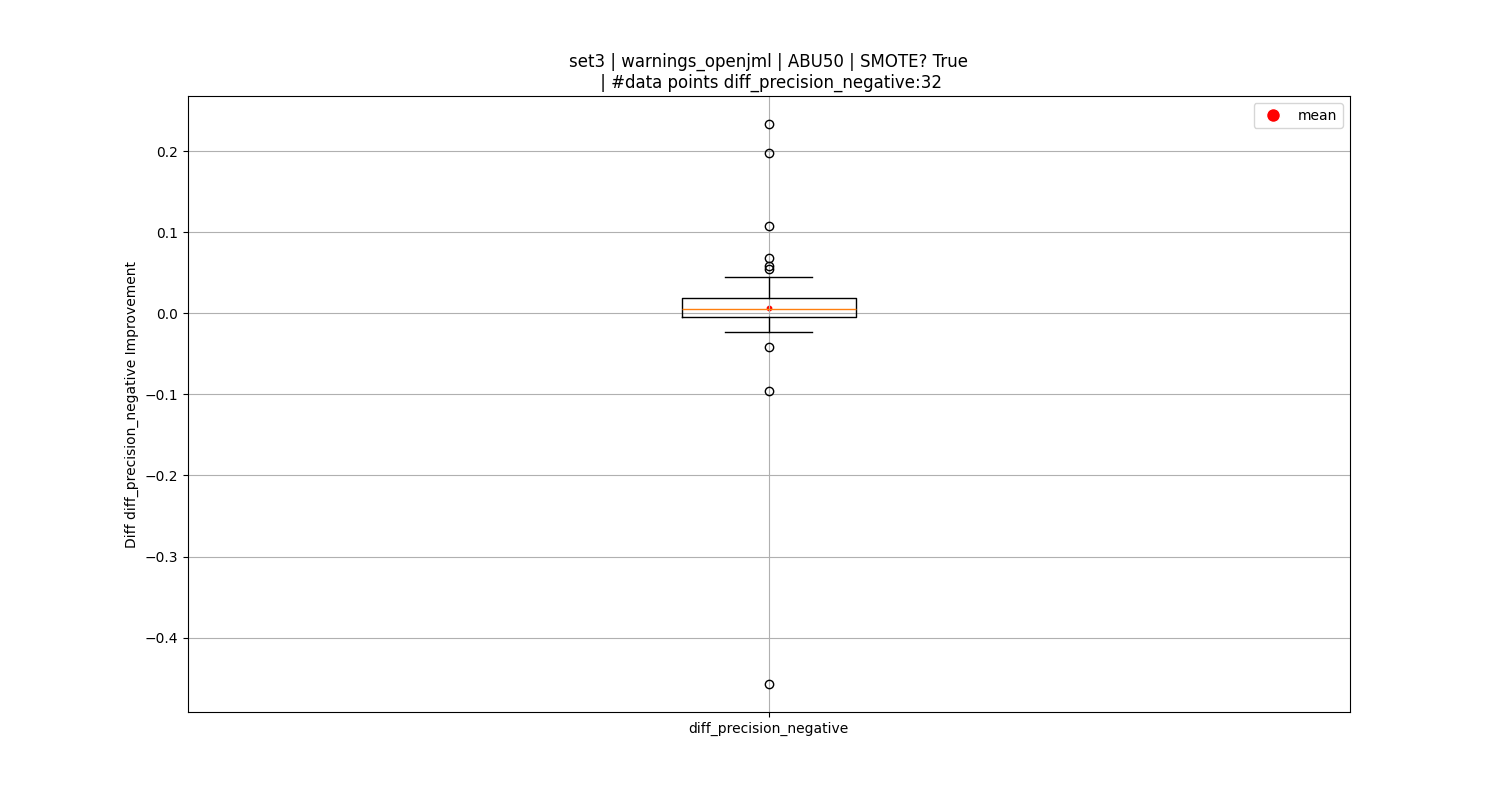 set3 | warnings_openjml | ABU50 | SMOTE? True
| #data points diff_precision_negative:32
mean
0.2
0.1
0.0
−0.1
−0.2
−0.3
−0.4
Diff diff_precision_negative Improvement
diff_precision_negative